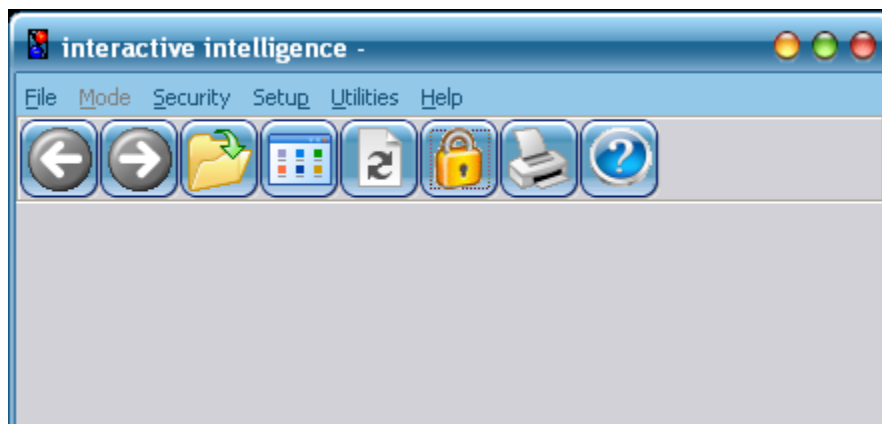 interactive intelligence -
File Mode Security Setup Utilities Help